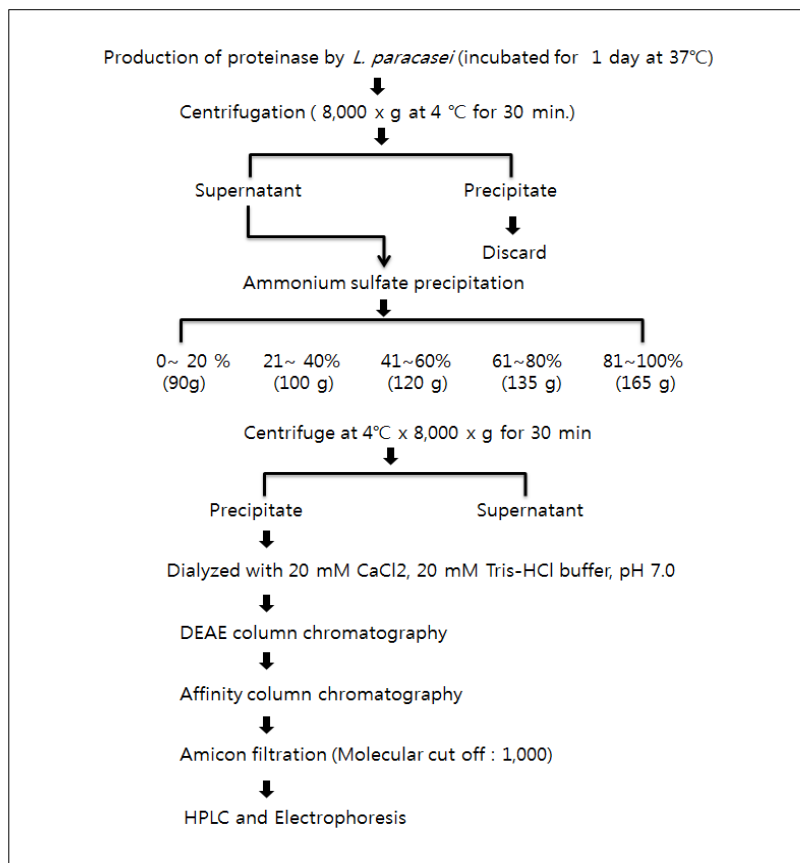 Production of proteinase by L. paracasei (incubated for 1 day at 37℃)
Centrifugation ( 8,000 x g at 4 ℃ for 30 min.)
Supernatant Precipitate
Discard
Ammonium sulfate precipitation
0~ 20 % 21~ 40% 41~60% 61~80% 81~100%
(90g) (100 g) (120 g) (135 g) (165 g)
Centrifuge at 4℃ x 8,000 x g for 30 min
Precipitate Supernatant
Dialyzed with 20 mM CaCl2, 20 mM Tris-HCl buffer, pH 7.0
DEAE column chromatography
Affinity column chromatography
Amicon filtration (Molecular cut off : 1,000)
HPLC and Electrophoresis